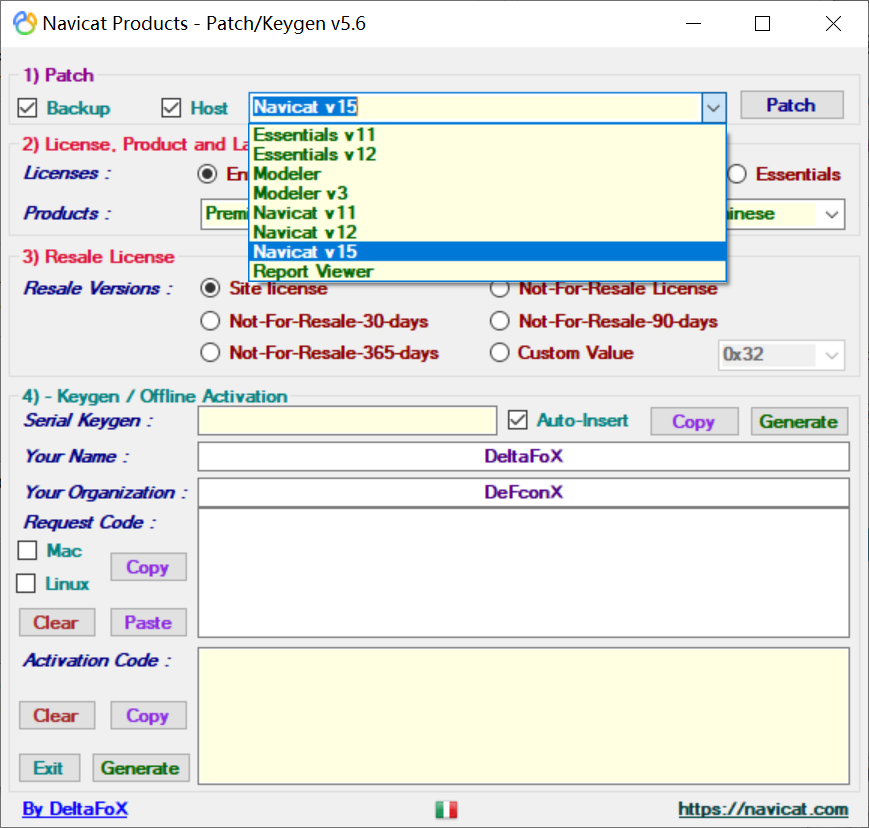 Navicat Products - Patch/Keygen v5.6
1) Patch
Backup Host Navicat v15 Patch
Essentials v11
Essentials v12
Modeler
Modeler v3
Navicat v11
Navicat v12
Navicat v15
Report Viewer
2) License, Product and La
Licenses : En Essentials
Products : Premi inese
3) Resale License
Resale Versions : Site license Not-For-Resale License
Not-For-Resale-30-days Not-For-Resale-90-days
Not-For-Resale-365-days Custom Value 0x32
4) - Keygen / Offline Activation
Serial Keygen : Auto-Insert Copy Generate
Your Name : DeltaFoX
Your Organization : DeFconX
Request Code :
Mac
Copy
Linux
Clear Paste
Activation Code :
Clear Copy
Exit Generate
By DeltaFoX https://navicat.com